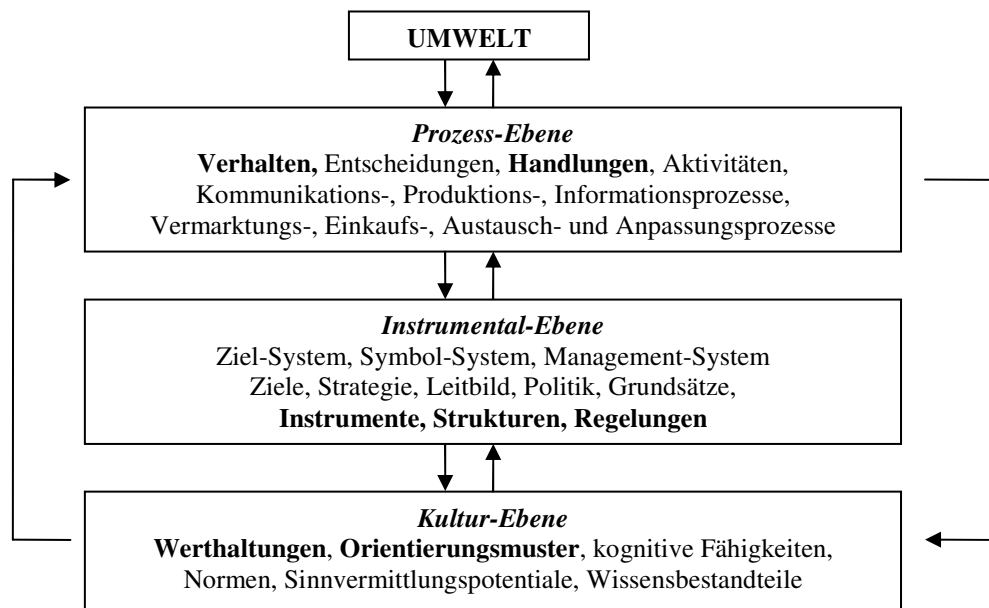 UMWELT
Prozess-Ebene
Verhalten, Entscheidungen, Handlungen, Aktivitäten,
Kommunikations-, Produktions-, Informationsprozesse,
Vermarktungs-, Einkaufs-, Austausch- und Anpassungsprozesse
Instrumental-Ebene
Ziel-System, Symbol-System, Management-System
Ziele, Strategie, Leitbild, Politik, Grundsätze,
Instrumente, Strukturen, Regelungen
Kultur-Ebene
Werthaltungen, Orientierungsmuster, kognitive Fähigkeiten,
Normen, Sinnvermittlungspotentiale, Wissensbestandteile